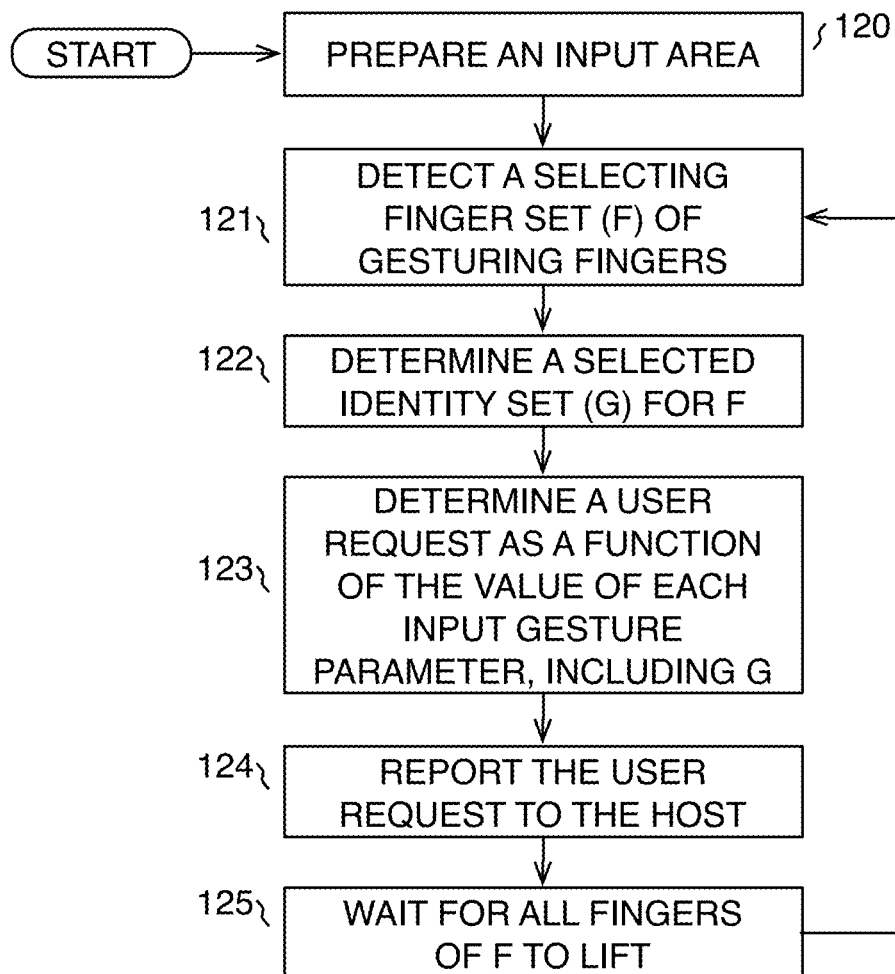 START
PREPARE AN INPUT AREA
120
DETECT A SELECTING
FINGER SET (F) OF
GESTURING FINGERS
121
DETERMINE A SELECTED
IDENTITY SET (G) FOR F
122
DETERMINE A USER
REQUEST AS A FUNCTION
OF THE VALUE OF EACH
INPUT GESTURE
PARAMETER, INCLUDING G
123
REPORT THE USER
REQUEST TO THE HOST
124
WAIT FOR ALL FINGERS
OF F TO LIFT
125